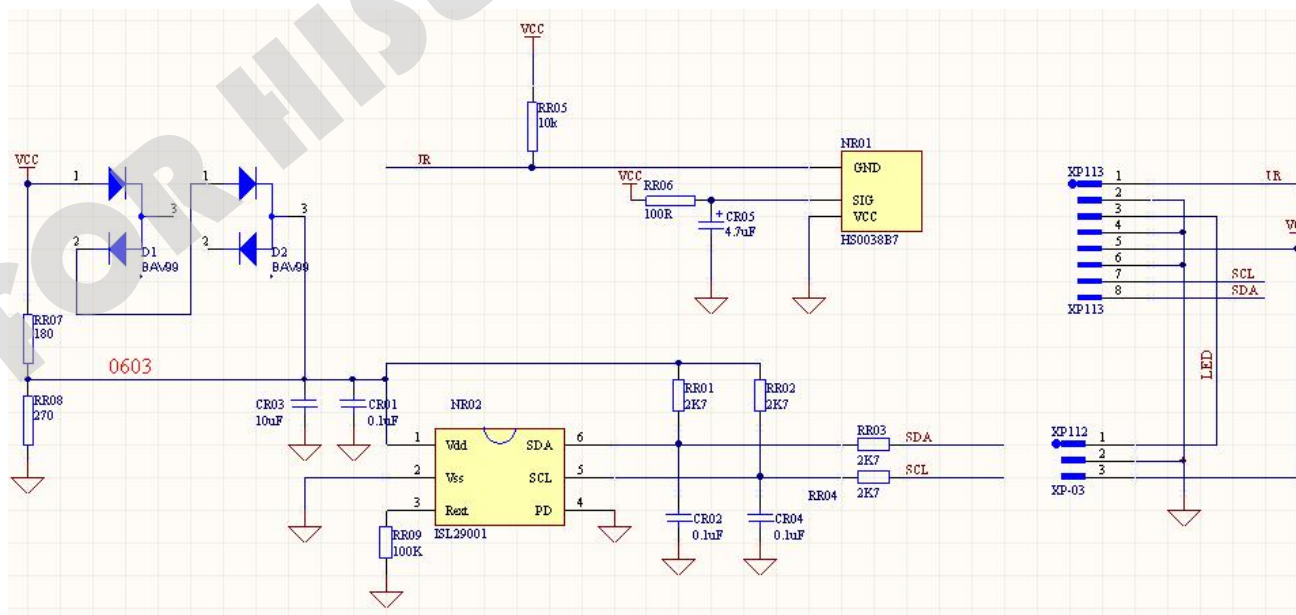 FOR HISE
VCC
RR05
10k
IR
NR01
GND
SIG
VCC
HS0038B7
VCC
RR06
100R
+
CR05
4.7uF
VCC
1
2
3
D1
BAV99
1
2
3
D2
BAV99
RR07
180
0603
RR08
270
CR03
10uF
CR01
0.1uF
NR02
1 Vdd SDA 6
2 Vss SCL 5
3 Rext PD 4
ISL29001
RR09
100K
RR01
2K7
RR02
2K7
RR03
2K7
SDA
SCL
RR04
2K7
CR02
0.1uF
CR04
0.1uF
XP113
1
2
3
4
5
6
7
8
XP113
IR
SCL
SDA
LED
XP112
1
2
3
XP-03